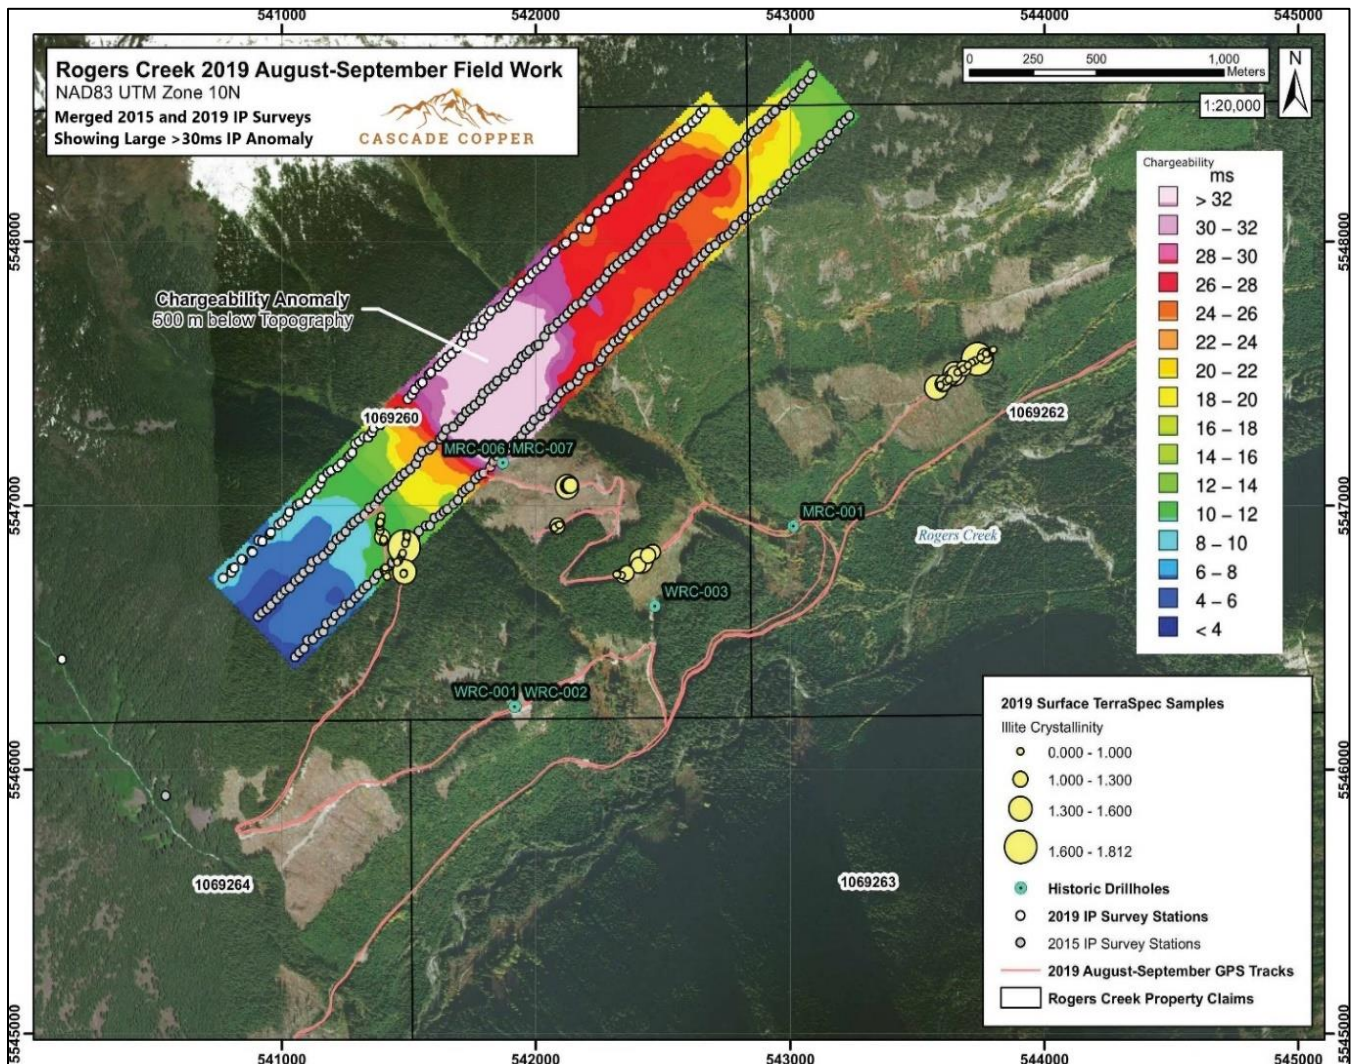 541000 542000 543000 544000 545000
Rogers Creek 2019 August-September Field Work
NAD83 UTM Zone 10N
Merged 2015 and 2019 IP Surveys
Showing Large >30ms IP Anomaly
CASCADE COPPER
0 250 500 1,000
Meters
N
1:20,000
Chargeability
ms
> 32
30 – 32
28 – 30
26 – 28
24 – 26
22 – 24
20 – 22
18 – 20
16 – 18
14 – 16
12 – 14
10 – 12
8 – 10
6 – 8
4 – 6
< 4
5548000 5548000
Chargeability Anomaly
500 m below Topography
1069260
1069262
MRC-006 MRC-007
5547000 5547000
MRC-001
Rogers Creek
WRC-003
WRC-001 WRC-002
5546000 5546000
1069264
1069263
2019 Surface TerraSpec Samples
Illite Crystallinity
0.000 - 1.000
1.000 - 1.300
1.300 - 1.600
1.600 - 1.812
Historic Drillholes
2019 IP Survey Stations
2015 IP Survey Stations
2019 August-September GPS Tracks
Rogers Creek Property Claims
5545000 5545000
541000 542000 543000 544000 545000